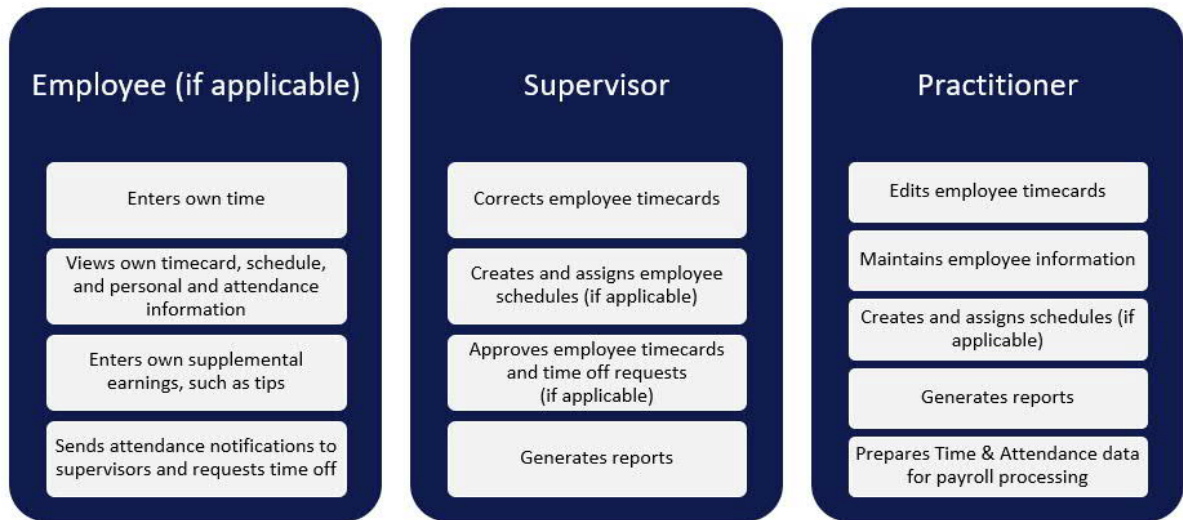 Employee (if applicable)
Enters own time
Views own timecard, schedule,
and personal and attendance
information
Enters own supplemental
earnings, such as tips
Sends attendance notifications to
supervisors and requests time off
Supervisor
Corrects employee timecards
Creates and assigns employee
schedules (if applicable)
Approves employee timecards
and time off requests
(if applicable)
Generates reports
Practitioner
Edits employee timecards
Maintains employee information
Creates and assigns schedules (if
applicable)
Generates reports
Prepares Time & Attendance data
for payroll processing